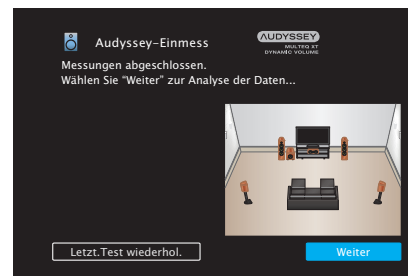 Audyssey-Einmess
AUDYSSEY
MULTEQ XT
DYNAMIC VOLUME
Messungen abgeschlossen.
Wählen Sie “Weiter” zur Analyse der Daten...
Letzt.Test wiederhol.
Weiter